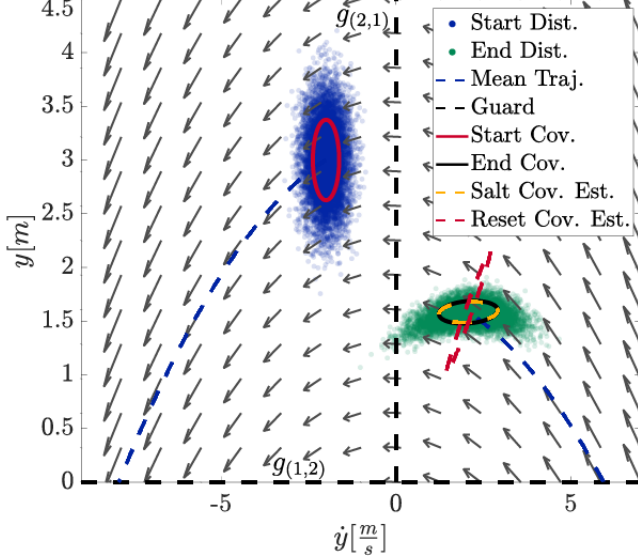 4.5
4
3.5
3
2.5
2
1.5
1
0.5
0
y[m]
g(2,1)
g(1,2)
Start Dist.
End Dist.
Mean Traj.
Guard
Start Cov.
End Cov.
Salt Cov. Est.
Reset Cov. Est.
-5
0
5
ẏ[m/s]